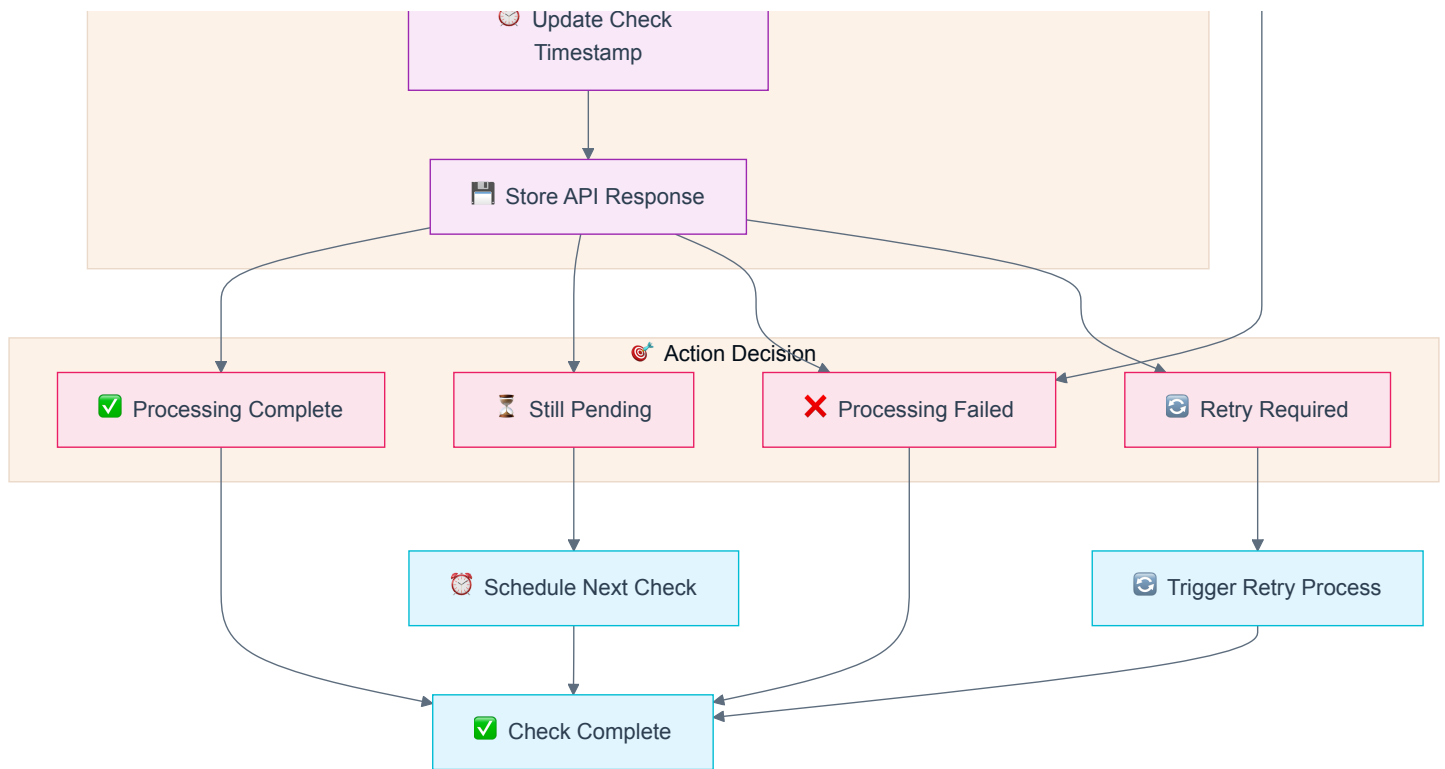 ⏰ Update Check
Timestamp
💾 Store API Response
🎯 Action Decision
✅ Processing Complete
⏳ Still Pending
❌ Processing Failed
🔄 Retry Required
⏰ Schedule Next Check
🔄 Trigger Retry Process
✅ Check Complete